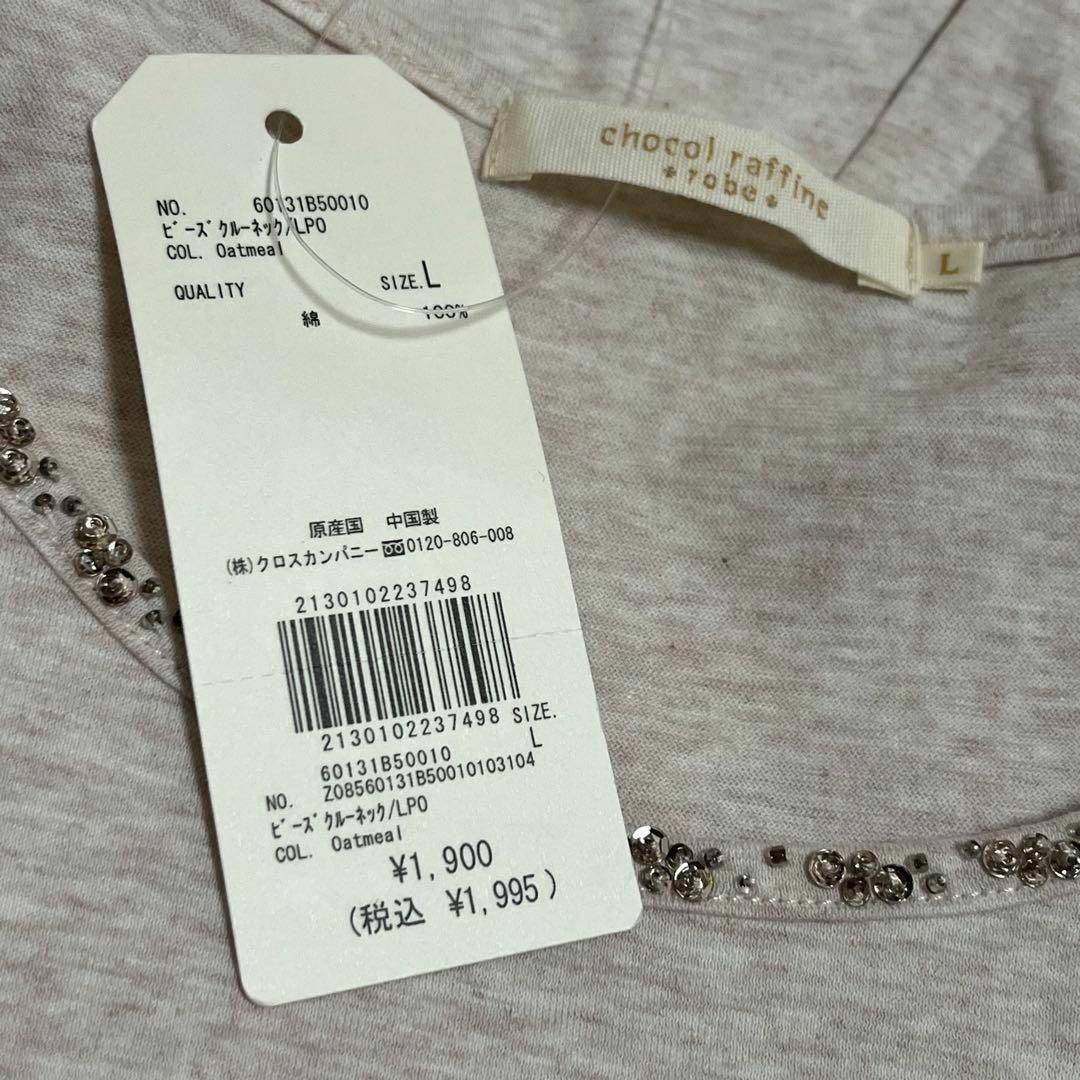 chocol raffine
robe
L
NO. 60131B50010
ビーズクルーネック/LPO
COL. Oatmeal
QUALITY SIZE.L
綿 100%
原産国 中国製
(株)クロスカンパニー 0120-806-008
2130102237498
2130102237498 SIZE.
60131B50010 L
NO. Z08560131B50010103104
ビーズクルーネック/LPO
COL. Oatmeal
¥1,900
(税込 ¥1,995)